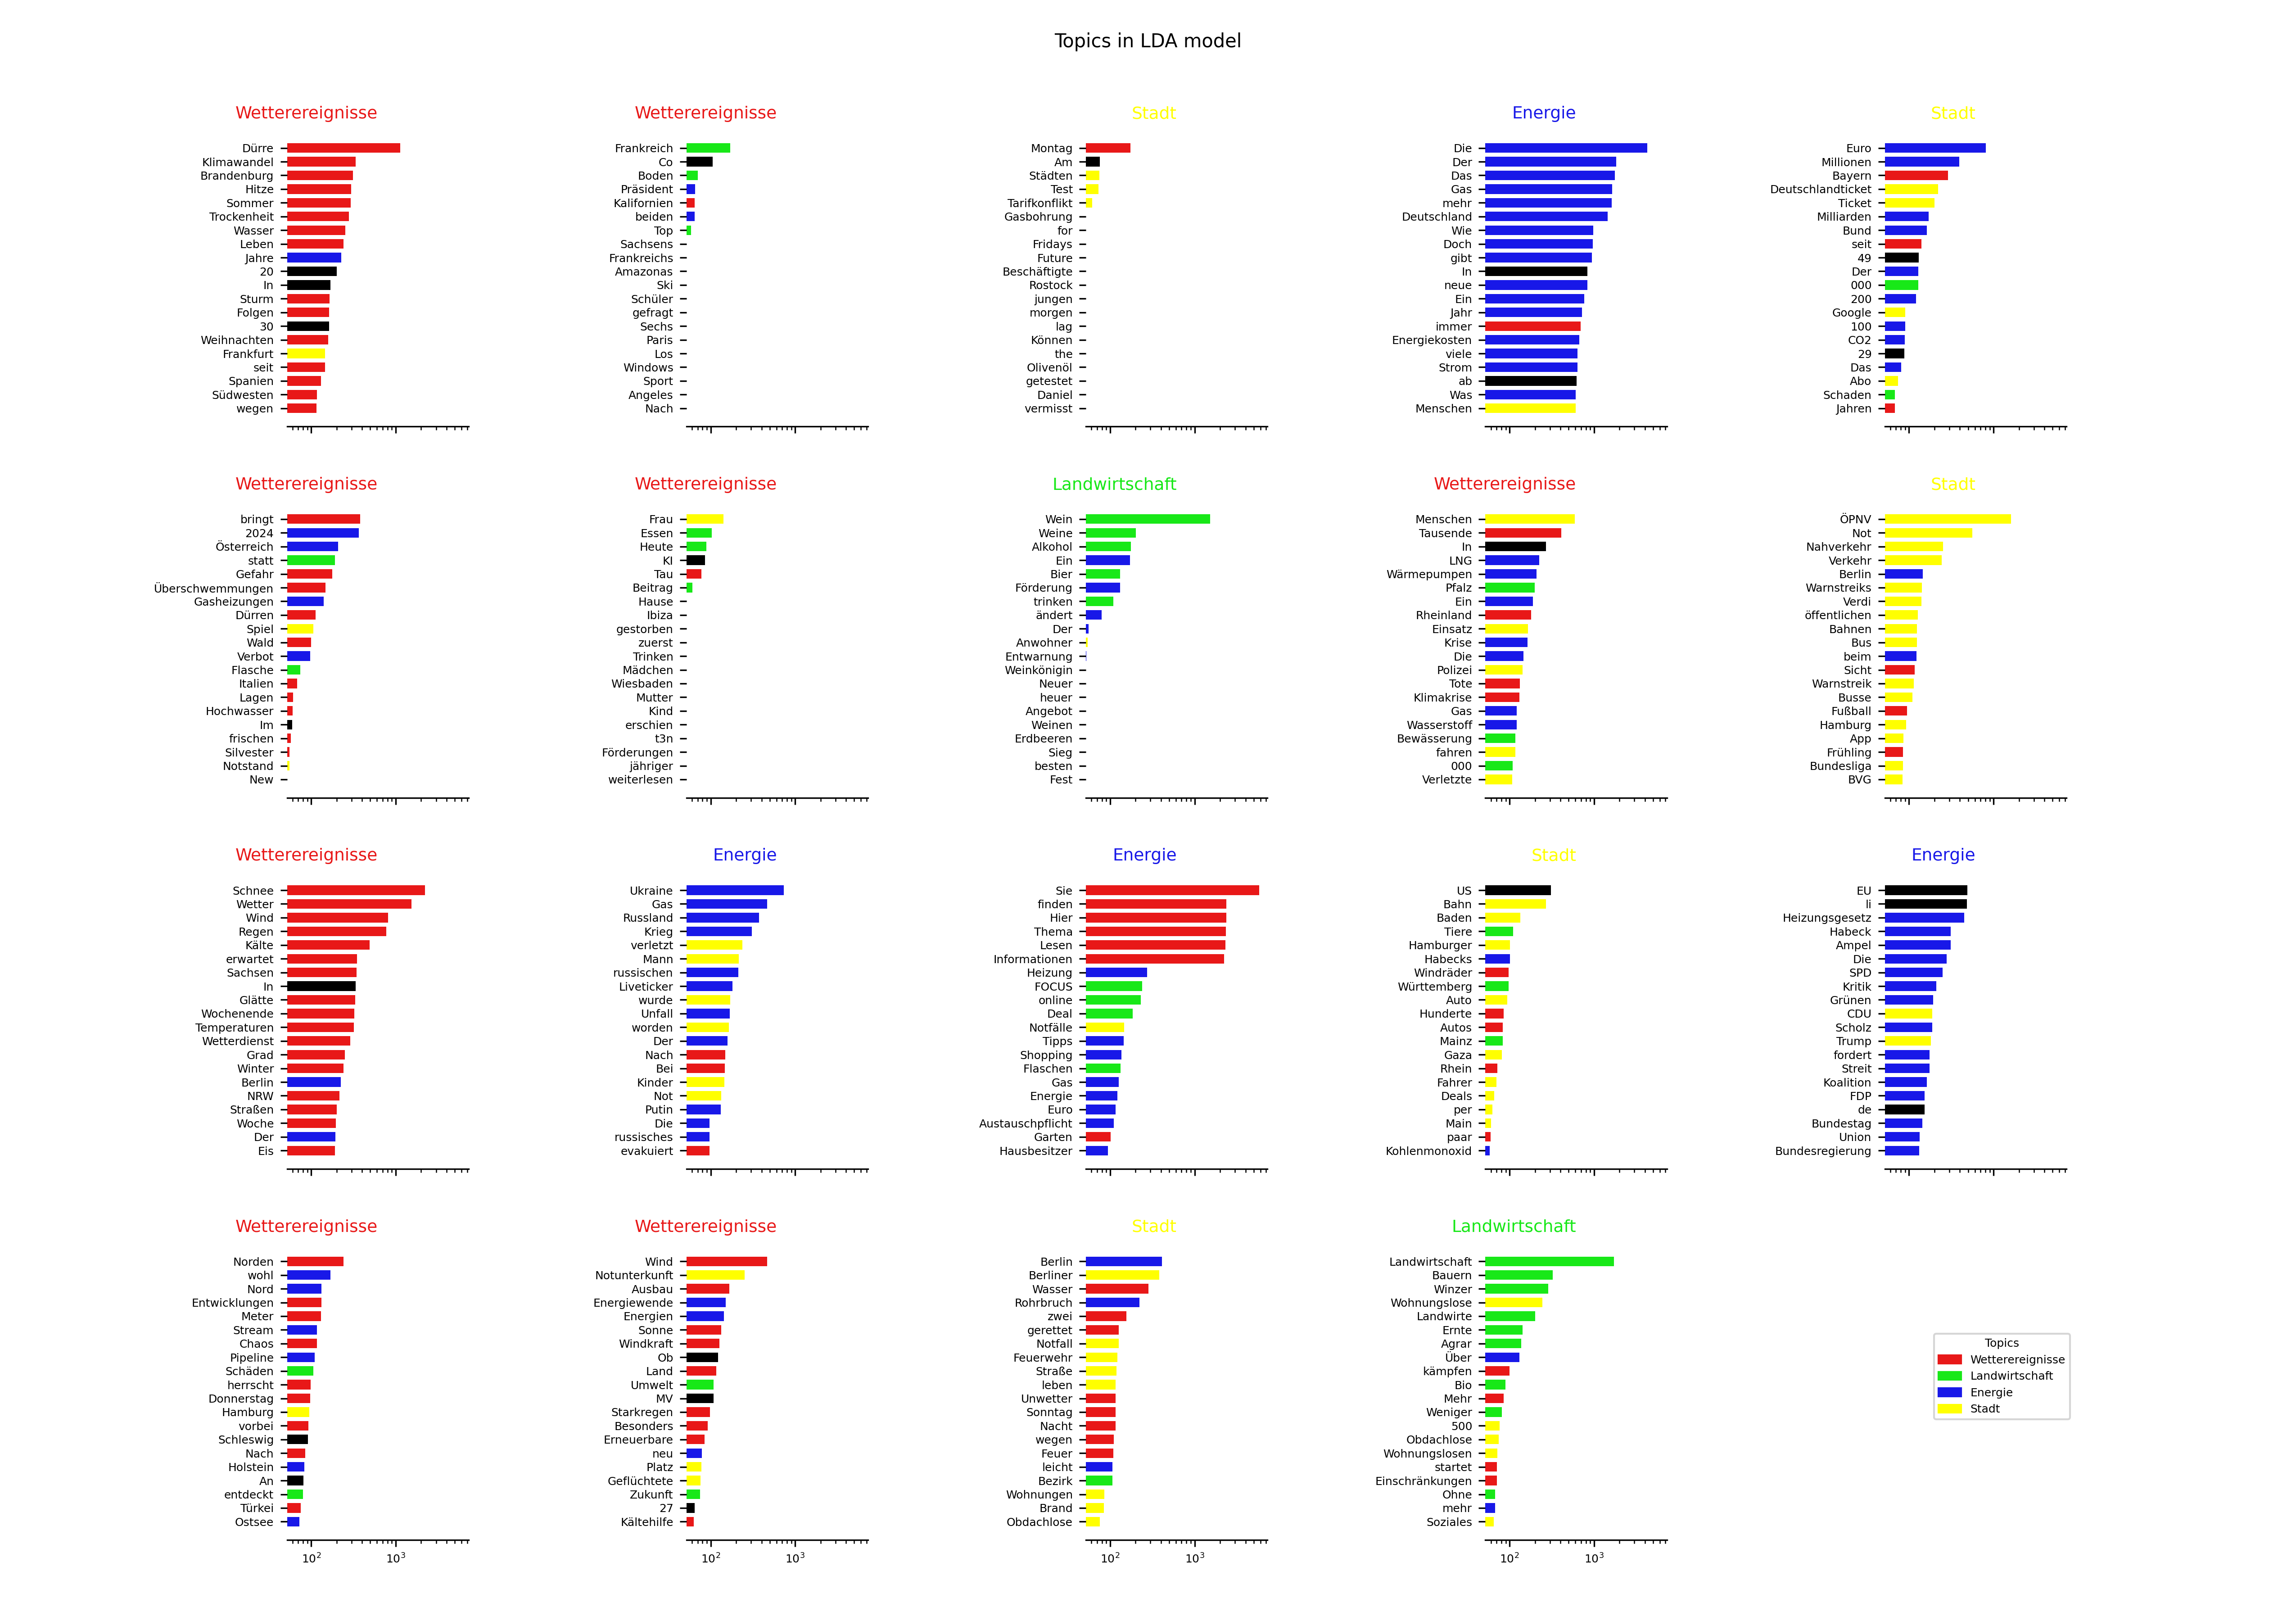 Topics in LDA model
Wetterereignisse
Dürre
Klimawandel
Brandenburg
Hitze
Sommer
Trockenheit
Wasser
Leben
Jahre
20
In
Sturm
Folgen
30
Weihnachten
Frankfurt
seit
Spanien
Südwesten
wegen
Wetterereignisse
Frankreich
Co
Boden
Präsident
Kalifornien
beiden
Top
Sachsens
Frankreichs
Amazonas
Ski
Schüler
gefragt
Sechs
Paris
Los
Windows
Sport
Angeles
Nach
Stadt
Montag
Am
Städten
Test
Tarifkonflikt
Gasbohrung
for
Fridays
Future
Beschäftigte
Rostock
jungen
morgen
lag
Können
the
Olivenöl
getestet
Daniel
vermisst
Energie
Die
Der
Das
Gas
mehr
Deutschland
Wie
Doch
gibt
In
neue
Ein
Jahr
immer
Energiekosten
viele
Strom
ab
Was
Menschen
Stadt
Euro
Millionen
Bayern
Deutschlandticket
Ticket
Milliarden
Bund
seit
49
Der
000
200
Google
100
CO2
29
Das
Abo
Schaden
Jahren
Wetterereignisse
bringt
2024
Österreich
statt
Gefahr
Überschwemmungen
Gasheizungen
Dürren
Spiel
Wald
Verbot
Flasche
Italien
Lagen
Hochwasser
Im
frischen
Silvester
Notstand
New
Wetterereignisse
Frau
Essen
Heute
KI
Tau
Beitrag
Hause
Ibiza
gestorben
zuerst
Trinken
Mädchen
Wiesbaden
Mutter
Kind
erschien
t3n
Förderungen
jähriger
weiterlesen
Landwirtschaft
Wein
Weine
Alkohol
Ein
Bier
Förderung
trinken
ändert
Der
Anwohner
Entwarnung
Weinkönigin
Neuer
heuer
Angebot
Weinen
Erdbeeren
Sieg
besten
Fest
Wetterereignisse
Menschen
Tausende
In
LNG
Wärmepumpen
Pfalz
Ein
Rheinland
Einsatz
Krise
Die
Polizei
Tote
Klimakrise
Gas
Wasserstoff
Bewässerung
fahren
000
Verletzte
Stadt
ÖPNV
Not
Nahverkehr
Verkehr
Berlin
Warnstreiks
Verdi
öffentlichen
Bahnen
Bus
beim
Sicht
Warnstreik
Busse
Fußball
Hamburg
App
Frühling
Bundesliga
BVG
Wetterereignisse
Schnee
Wetter
Wind
Regen
Kälte
erwartet
Sachsen
In
Glätte
Wochenende
Temperaturen
Wetterdienst
Grad
Winter
Berlin
NRW
Straßen
Woche
Der
Eis
Energie
Ukraine
Gas
Russland
Krieg
verletzt
Mann
russischen
Liveticker
wurde
Unfall
worden
Der
Nach
Bei
Kinder
Not
Putin
Die
russisches
evakuiert
Energie
Sie
finden
Hier
Thema
Lesen
Informationen
Heizung
FOCUS
online
Deal
Notfälle
Tipps
Shopping
Flaschen
Gas
Energie
Euro
Austauschpflicht
Garten
Hausbesitzer
Stadt
US
Bahn
Baden
Tiere
Hamburger
Habecks
Windräder
Württemberg
Auto
Hunderte
Autos
Mainz
Gaza
Rhein
Fahrer
Deals
per
Main
paar
Kohlenmonoxid
Energie
EU
li
Heizungsgesetz
Habeck
Ampel
Die
SPD
Kritik
Grünen
CDU
Scholz
Trump
fordert
Streit
Koalition
FDP
de
Bundestag
Union
Bundesregierung
Wetterereignisse
Norden
wohl
Nord
Entwicklungen
Meter
Stream
Chaos
Pipeline
Schäden
herrscht
Donnerstag
Hamburg
vorbei
Schleswig
Nach
Holstein
An
entdeckt
Türkei
Ostsee
10²
10³
Wetterereignisse
Wind
Notunterkunft
Ausbau
Energiewende
Energien
Sonne
Windkraft
Ob
Land
Umwelt
MV
Starkregen
Besonders
Erneuerbare
neu
Platz
Geflüchtete
Zukunft
27
Kältehilfe
10²
10³
Stadt
Berlin
Berliner
Wasser
Rohrbruch
zwei
gerettet
Notfall
Feuerwehr
Straße
leben
Unwetter
Sonntag
Nacht
wegen
Feuer
leicht
Bezirk
Wohnungen
Brand
Obdachlose
10²
10³
Landwirtschaft
Landwirtschaft
Bauern
Winzer
Wohnungslose
Landwirte
Ernte
Agrar
Über
kämpfen
Bio
Mehr
Weniger
500
Obdachlose
Wohnungslosen
startet
Einschränkungen
Ohne
mehr
Soziales
10²
10³
Topics
Wetterereignisse
Landwirtschaft
Energie
Stadt